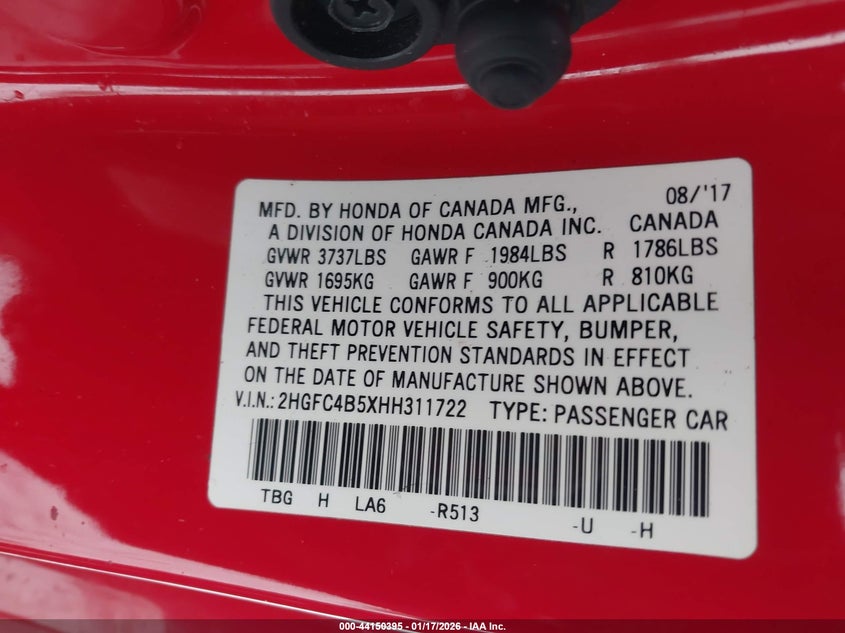 08/'17
MFD. BY HONDA OF CANADA MFG.,
A DIVISION OF HONDA CANADA INC. CANADA
GVWR 3737LBS GAWR F 1984LBS R 1786LBS
GVWR 1695KG GAWR F 900KG R 810KG
THIS VEHICLE CONFORMS TO ALL APPLICABLE
FEDERAL MOTOR VEHICLE SAFETY, BUMPER,
AND THEFT PREVENTION STANDARDS IN EFFECT
ON THE DATE OF MANUFACTURE SHOWN ABOVE.
V.I.N.: 2HGFC4B5XHH311722 TYPE: PASSENGER CAR
TBG H LA6 -R513 -U -H
000-44150395 - 01/17/2026 - IAA Inc.